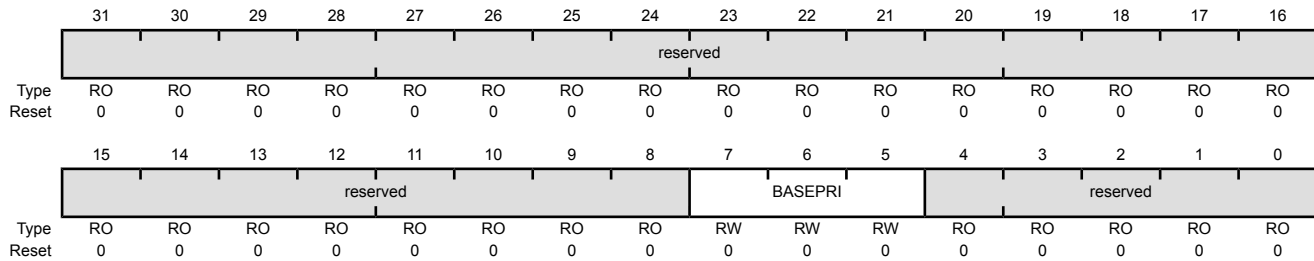 31 30 29 28 27 26 25 24 23 22 21 20 19 18 17 16
reserved
Type RO RO RO RO RO RO RO RO RO RO RO RO RO RO RO RO
Reset 0 0 0 0 0 0 0 0 0 0 0 0 0 0 0 0
15 14 13 12 11 10 9 8 7 6 5 4 3 2 1 0
reserved BASEPRI reserved
Type RO RO RO RO RO RO RO RO RW RW RW RO RO RO RO RO
Reset 0 0 0 0 0 0 0 0 0 0 0 0 0 0 0 0